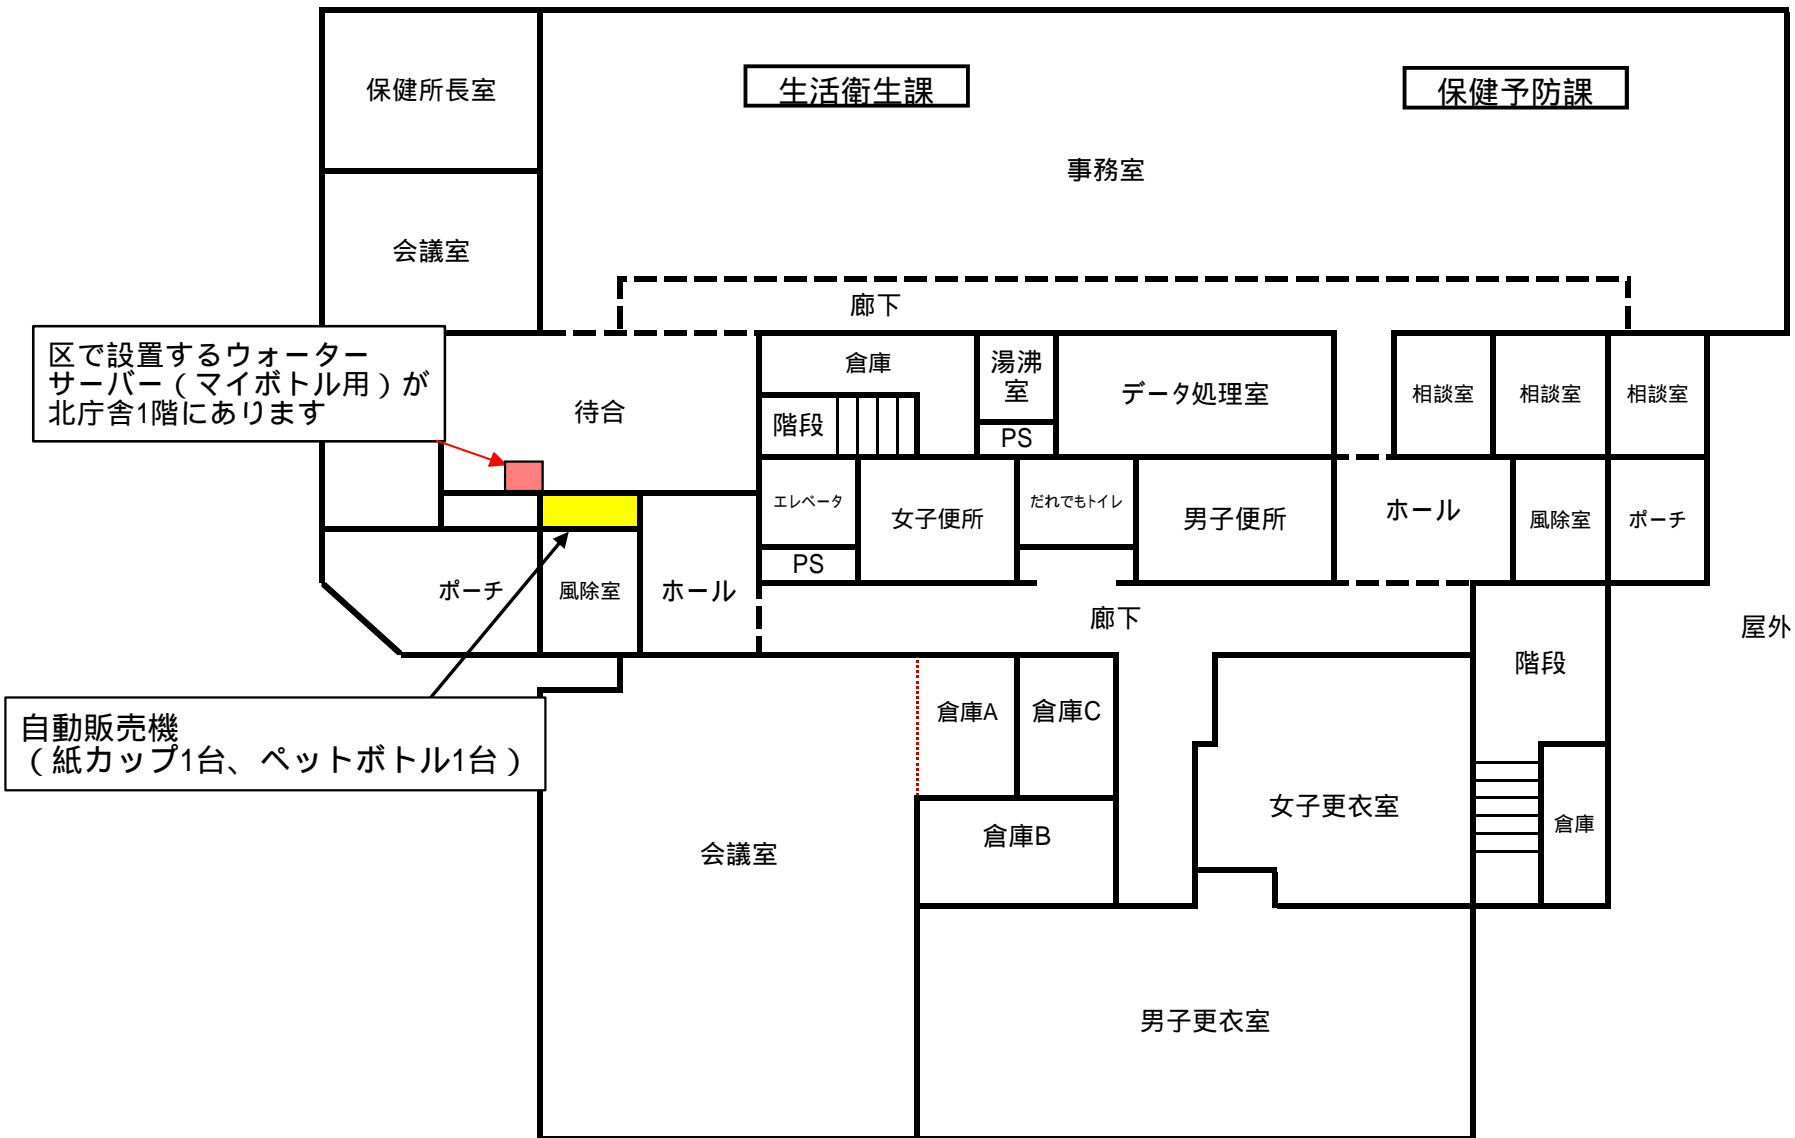 保健所長室
生活衛生課
保健予防課
事務室
会議室
廊下
区で設置するウォーター
サーバー（マイボトル用）が
北庁舎1階にあります
待合
倉庫
階段
湯沸
室
PS
データ処理室
相談室
相談室
相談室
エレベータ
PS
女子便所
だれでもトイレ
男子便所
ホール
風除室
ポーチ
ポーチ
風除室
ホール
廊下
屋外
階段
自動販売機
（紙カップ1台、ペットボトル1台）
倉庫A
倉庫C
倉庫B
会議室
女子更衣室
倉庫
男子更衣室